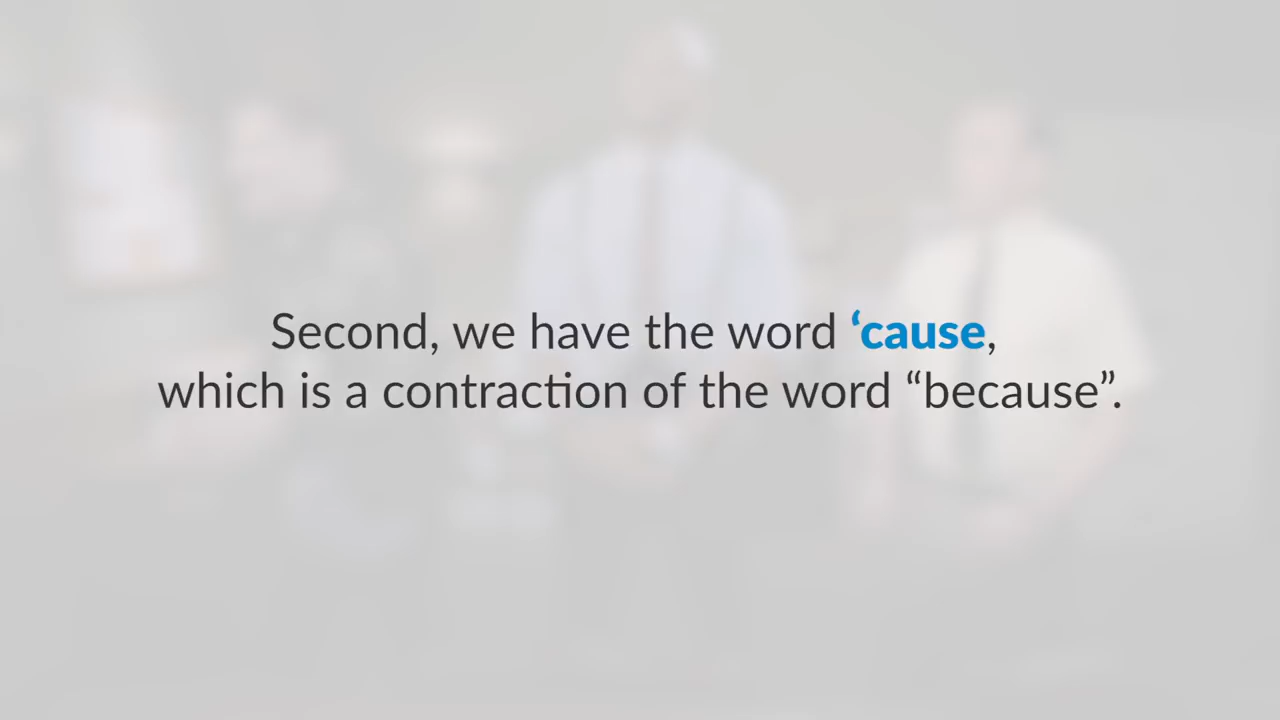 Second, we have the word ‘cause,
which is a contraction of the word “because”.